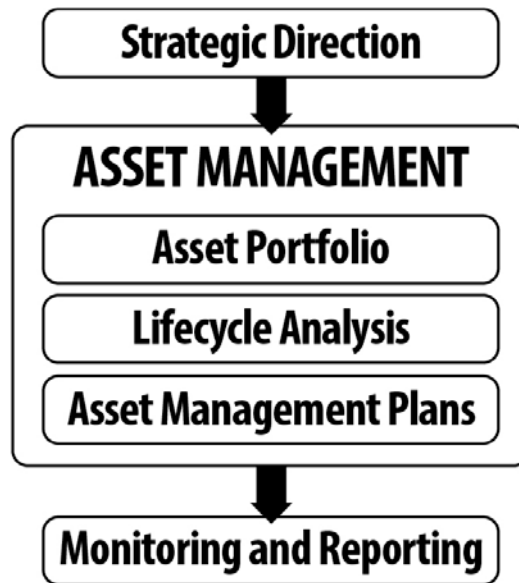 Strategic Direction
ASSET MANAGEMENT
Asset Portfolio
Lifecycle Analysis
Asset Management Plans
Monitoring and Reporting